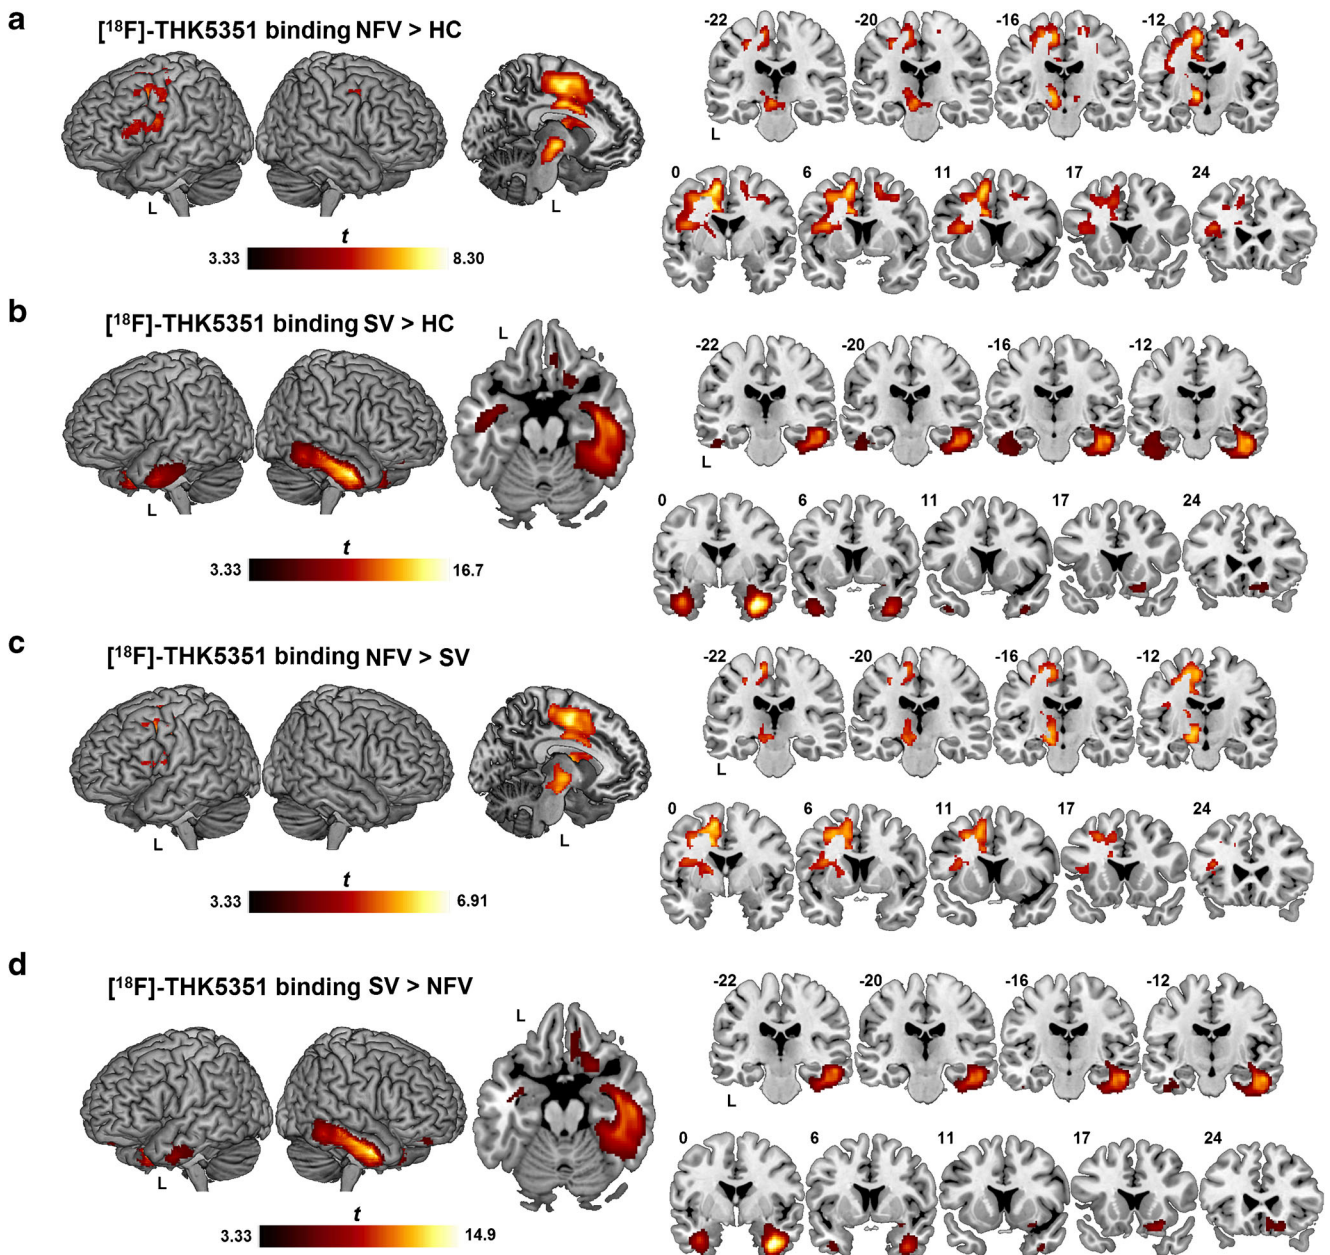 a
[18F]-THK5351 binding NFV > HC
-22 -20 -16 -12
L
0 6 11 17 24
L L
t
3.33 8.30
b
[18F]-THK5351 binding SV > HC
L
-22 -20 -16 -12
L
0 6 11 17 24
L
t
3.33 16.7
c
[18F]-THK5351 binding NFV > SV
-22 -20 -16 -12
L
0 6 11 17 24
L L
t
3.33 6.91
d
[18F]-THK5351 binding SV > NFV
L
-22 -20 -16 -12
L
0 6 11 17 24
L
t
3.33 14.9